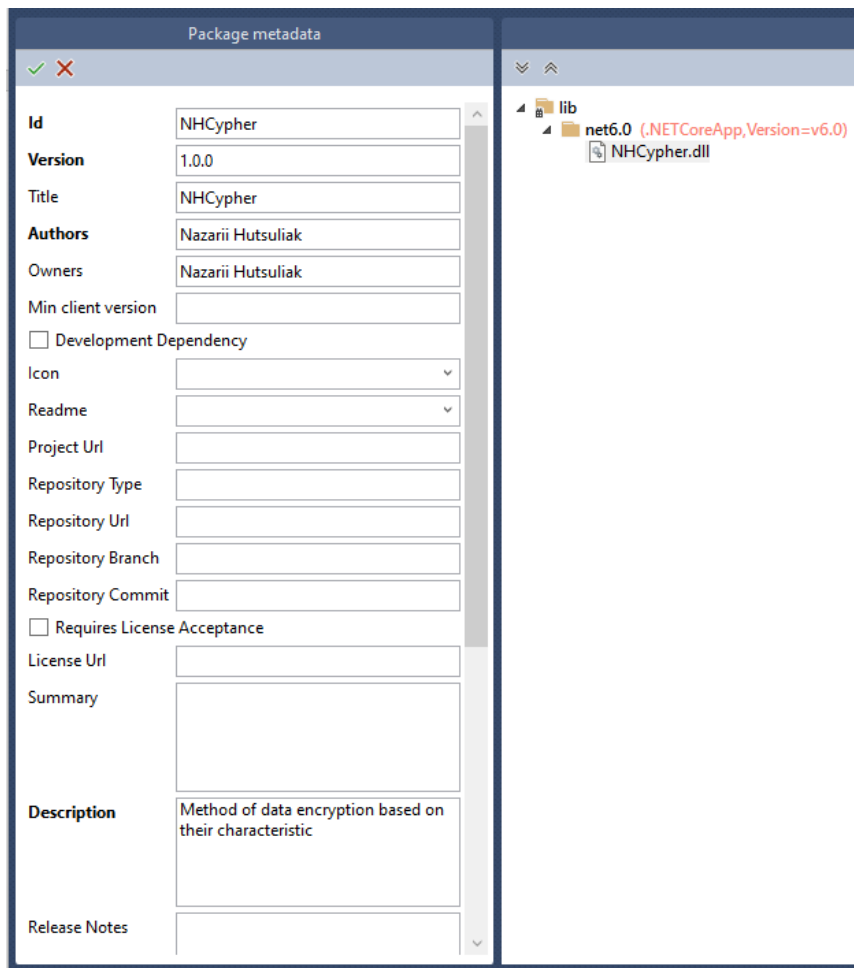 Package metadata
Id
NHCypher
Version
1.0.0
Title
NHCypher
Authors
Nazarii Hutsuliak
Owners
Nazarii Hutsuliak
Min client version
Development Dependency
Icon
Readme
Project Url
Repository Type
Repository Url
Repository Branch
Repository Commit
Requires License Acceptance
License Url
Summary
Description
Method of data encryption based on
their characteristic
Release Notes
lib
net6.0 (.NETCoreApp,Version=v6.0)
NHCypher.dll